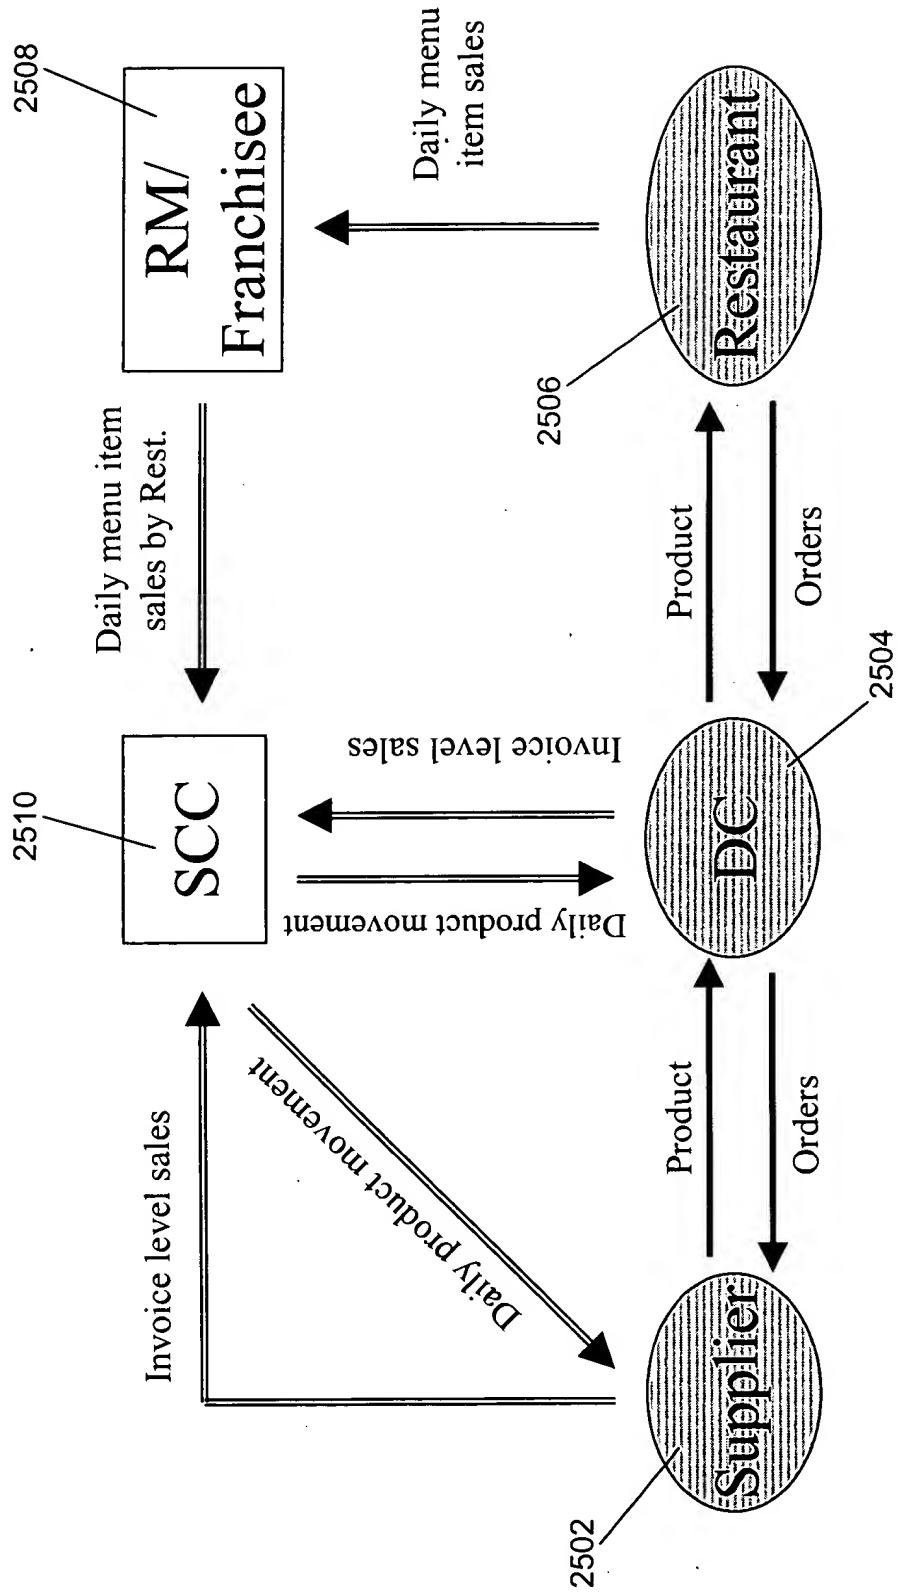 2510
SCC
2508
RM/
Franchisee
Daily menu item
sales by Rest.
Invoice level sales
Daily product movement
Daily product movement
Invoice level sales
Daily menu
item sales
2502
Supplier
Product
Orders
DC
2504
Product
Orders
2506
Restaurant